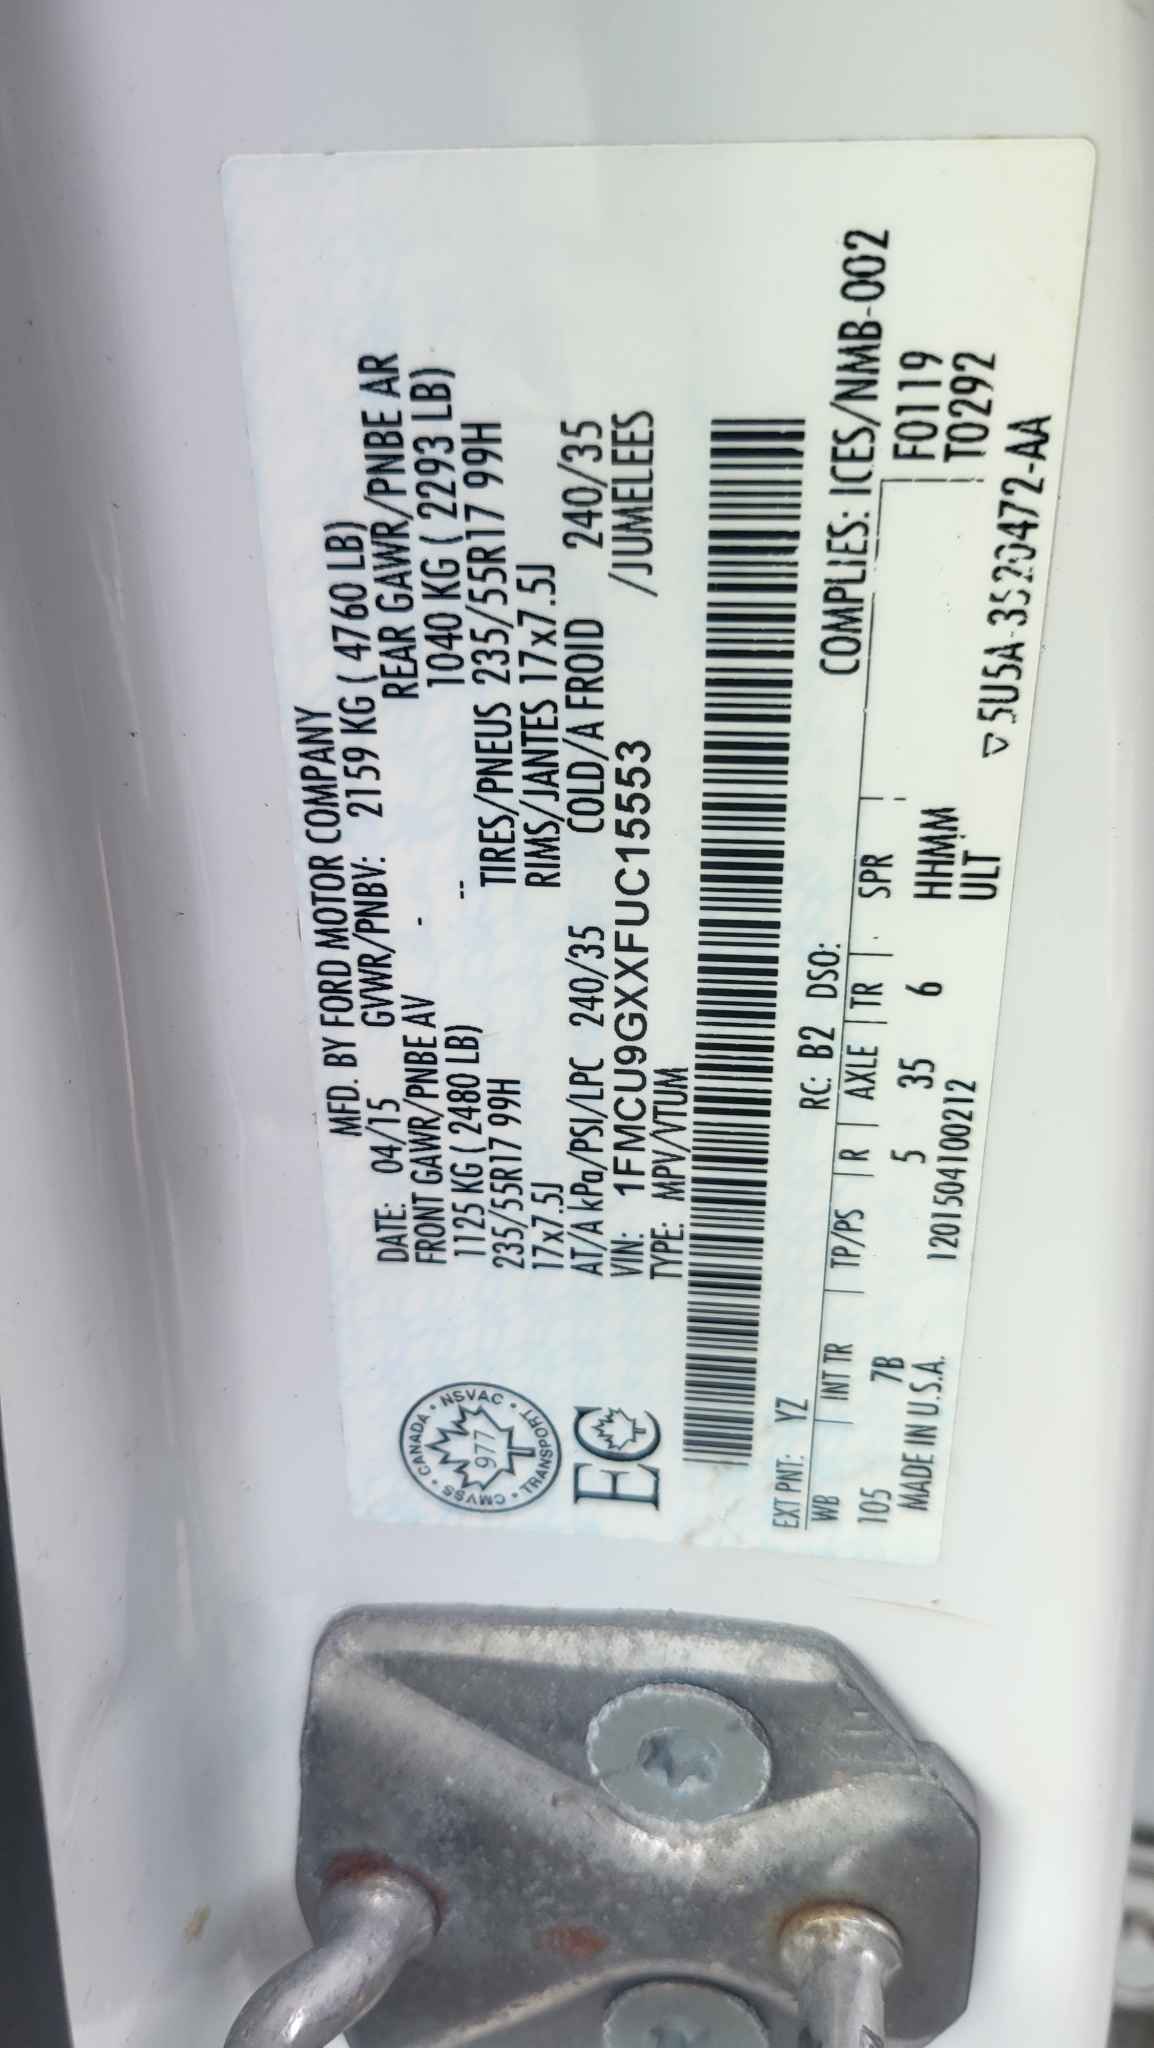 MFD. BY FORD MOTOR COMPANY
DATE: 04/15 GVWR/PNBV: 2159 KG ( 4760 LB)
FRONT GAWR/PNBE AV - REAR GAWR/PNBE AR
1125 KG ( 2480 LB) -- 1040 KG ( 2293 LB)
235/55R17 99H TIRES/PNEUS 235/55R17 99H
17x7.5J RIMS/JANTES 17x7.5J
AT/A kPa/PSI/LPC 240/35 COLD/A FROID 240/35
VIN: 1FMCU9GXXFUC15553 /JUMELEES
TYPE: MPV/VTUM
CANADA • NSVAC • TRANSPORT • CMVSS •
977
EC
COMPLIES: ICES/NMB-002
EXT PNT: YZ RC: B2 DSO:
WB INT TR TP/PS R AXLE TR SPR F0119
105 7B 5 35 6 HHMM T0292
MADE IN U.S.A. 120150410021​2 ULT
5U5A-3520472-AA